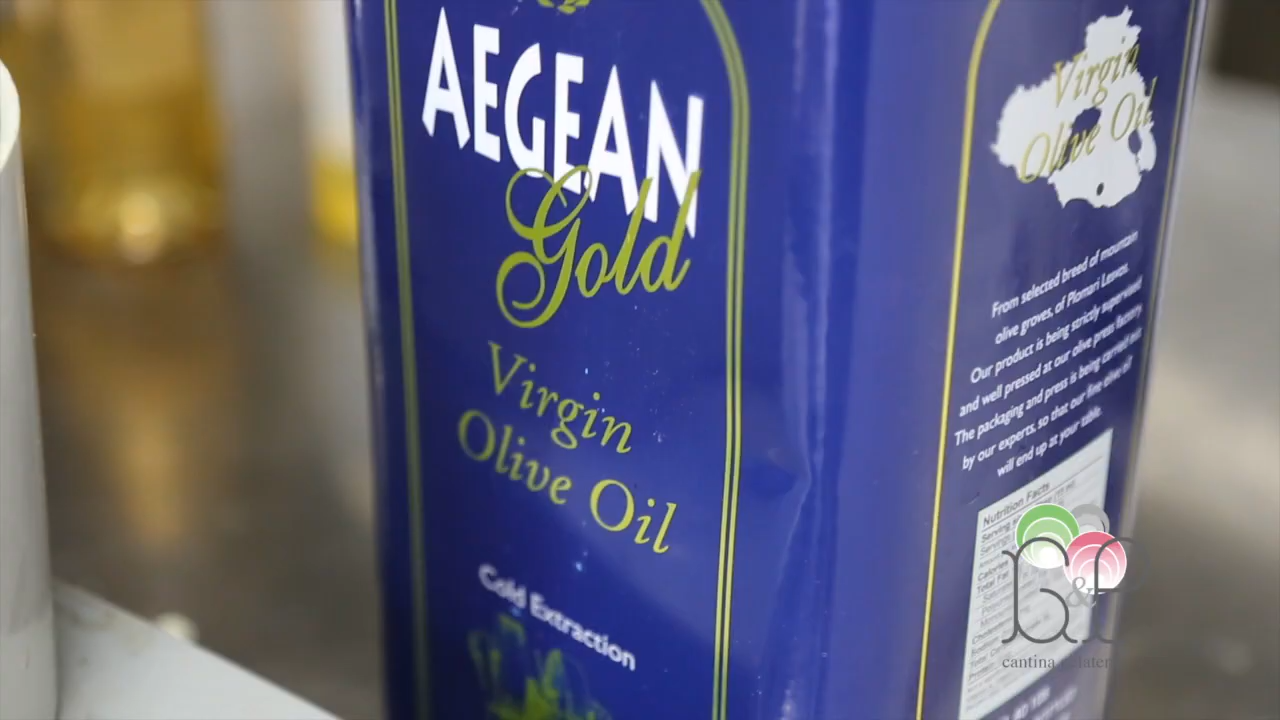 AEGEAN
Gold
Virgin
Olive Oil
Cold Extraction
Virgin
Olive Oil
From selected breed of mountain
olive groves, of Plomari Lesvos.
Our product is being strictly supervised
and well pressed at our olive press factory.
The packaging and press is being carried out
by our experts, so that our fine olive oil
will end up at your table.
Nutrition Facts
Calories
Total Fat
&
cantina